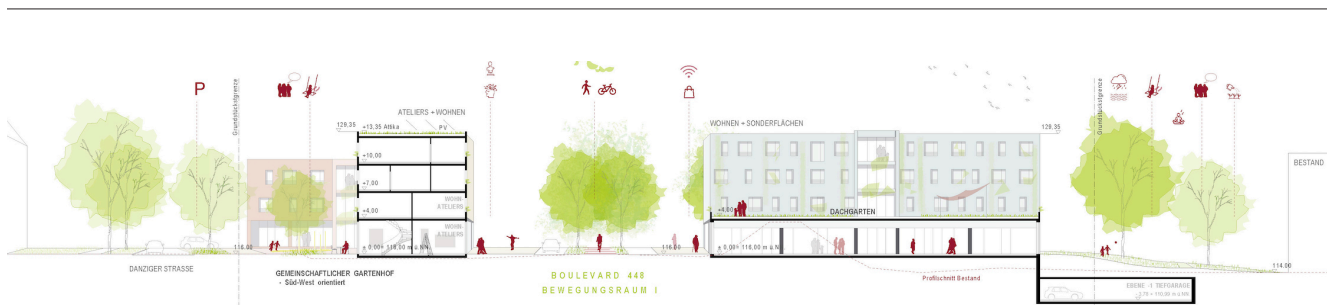 P
Grundstücksgrenze
129,35
+13,35 Attika
ATELIERS + WOHNEN
PV
+10,00
+7,00
WOHN-
ATELIERS
+4,00
WOHN-
ATELIERS
± 0,00= 118,00 m ü.NN.
118.00
DANZIGER STRASSE
GEMEINSCHAFTLICHER GARTENHOF
- Süd-West orientiert
BOULEVARD 448
BEWEGUNGSRAUM I
116.00
WOHNEN + SONDERFLÄCHEN
129,35
+4.00
DACHGARTEN
± 0,00= 118,00 m ü.NN.
Profilschnitt Bestand
Grundstücksgrenze
BESTAND
114.00
EBENE -1 TIEFGARAGE